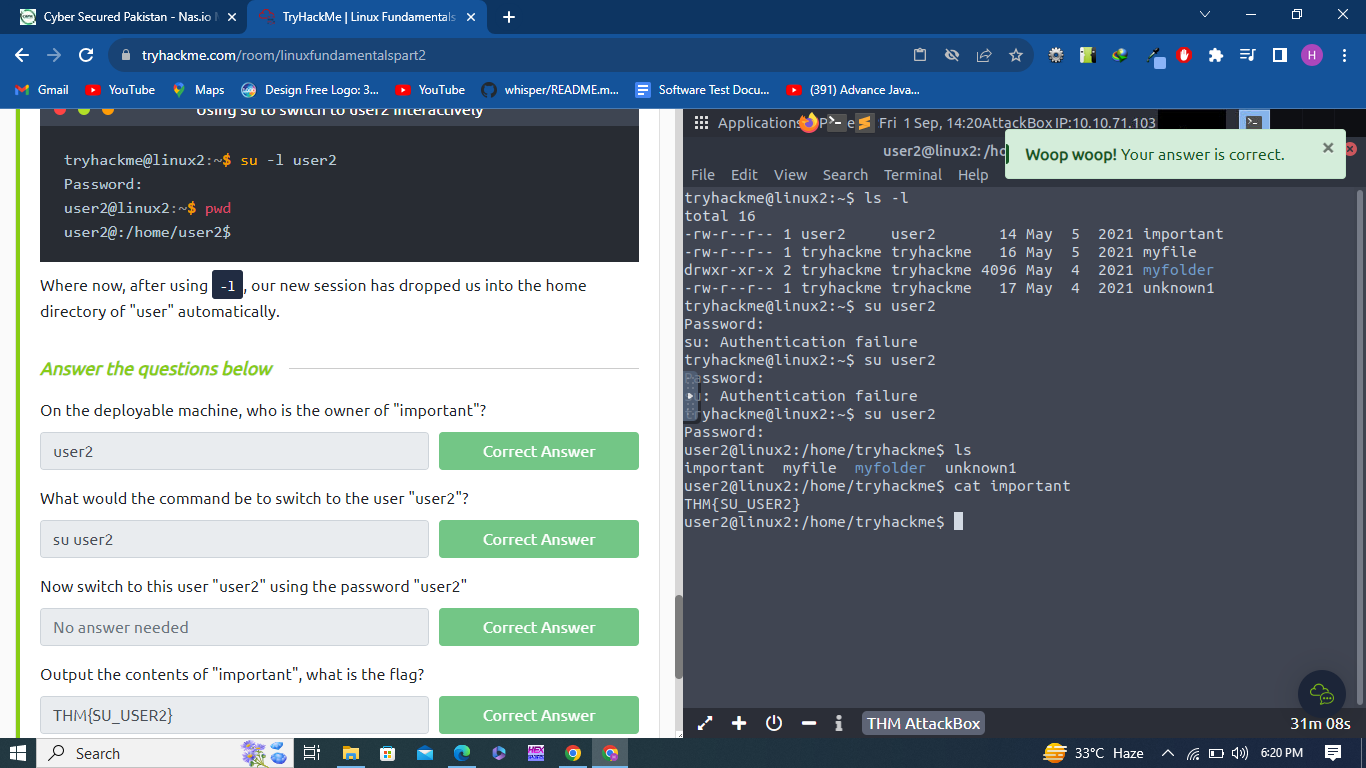 Cyber Secured Pakistan - Nas.io
TryHackMe | Linux Fundamentals
tryhackme.com/room/linuxfundamentalspart2
H
Gmail
YouTube
Maps
Design Free Logo: 3...
YouTube
whisper/README.m...
Software Test Docu...
(391) Advance Java...
Using su to switch to user2 interactively
tryhackme@linux2:~$ su -l user2
Password:
user2@linux2:~$ pwd
user2@:/home/user2$
Where now, after using -l, our new session has dropped us into the home
directory of "user" automatically.
Answer the questions below
On the deployable machine, who is the owner of "important"?
user2
Correct Answer
What would the command be to switch to the user "user2"?
su user2
Correct Answer
Now switch to this user "user2" using the password "user2"
No answer needed
Correct Answer
Output the contents of "important", what is the flag?
THM{SU_USER2}
Correct Answer
Applications
Fri 1 Sep, 14:20 AttackBox IP:10.10.71.103
user2@linux2: /ho
Woop woop! Your answer is correct.
File Edit View Search Terminal Help
tryhackme@linux2:~$ ls -l
total 16
-rw-r--r-- 1 user2     user2       14 May  5  2021 important
-rw-r--r-- 1 tryhackme tryhackme   16 May  5  2021 myfile
drwxr-xr-x 2 tryhackme tryhackme 4096 May  4  2021 myfolder
-rw-r--r-- 1 tryhackme tryhackme   17 May  4  2021 unknown1
tryhackme@linux2:~$ su user2
Password:
su: Authentication failure
tryhackme@linux2:~$ su user2
Password:
su: Authentication failure
tryhackme@linux2:~$ su user2
Password:
user2@linux2:/home/tryhackme$ ls
important  myfile  myfolder  unknown1
user2@linux2:/home/tryhackme$ cat important
THM{SU_USER2}
user2@linux2:/home/tryhackme$
THM AttackBox
31m 08s
Search
33°C Haze
6:20 PM